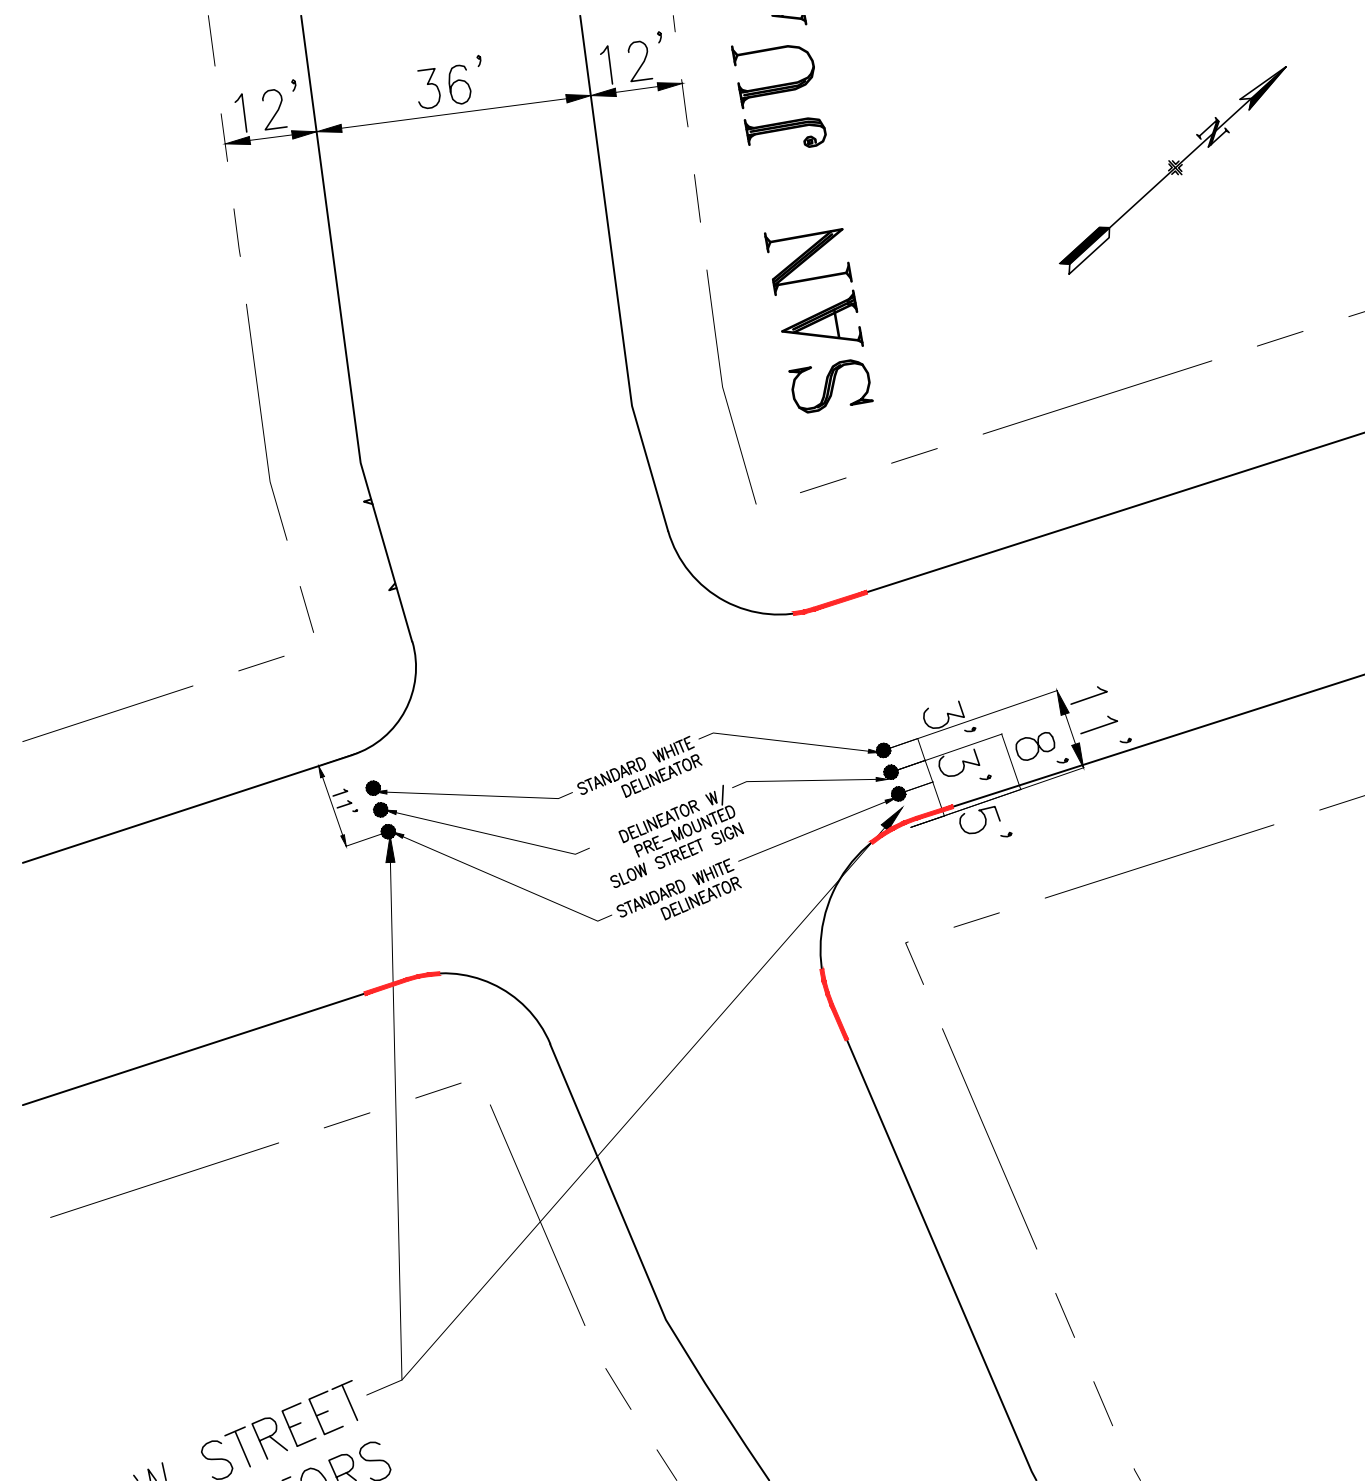 12'
36'
12'
SAN JU
N
3'
11'
3'
8'
5'
11'
STANDARD WHITE
DELINEATOR
DELINEATOR W/
PRE-MOUNTED
SLOW STREET SIGN
STANDARD WHITE
DELINEATOR
W STREET
ORS